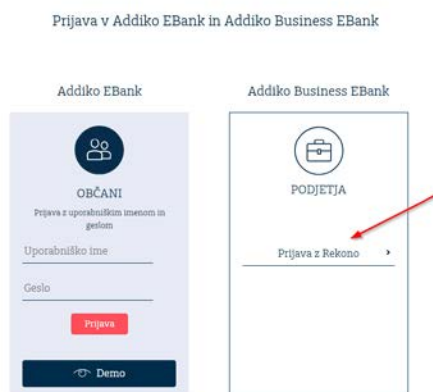 Prijava v Addiko EBank in Addiko Business EBank
Addiko EBank
OBČANI
Prijava z uporabniškim imenom in
geslom
Uporabniško ime
Geslo
Prijava
Demo
Addiko Business EBank
PODJETJA
Prijava z Rekono